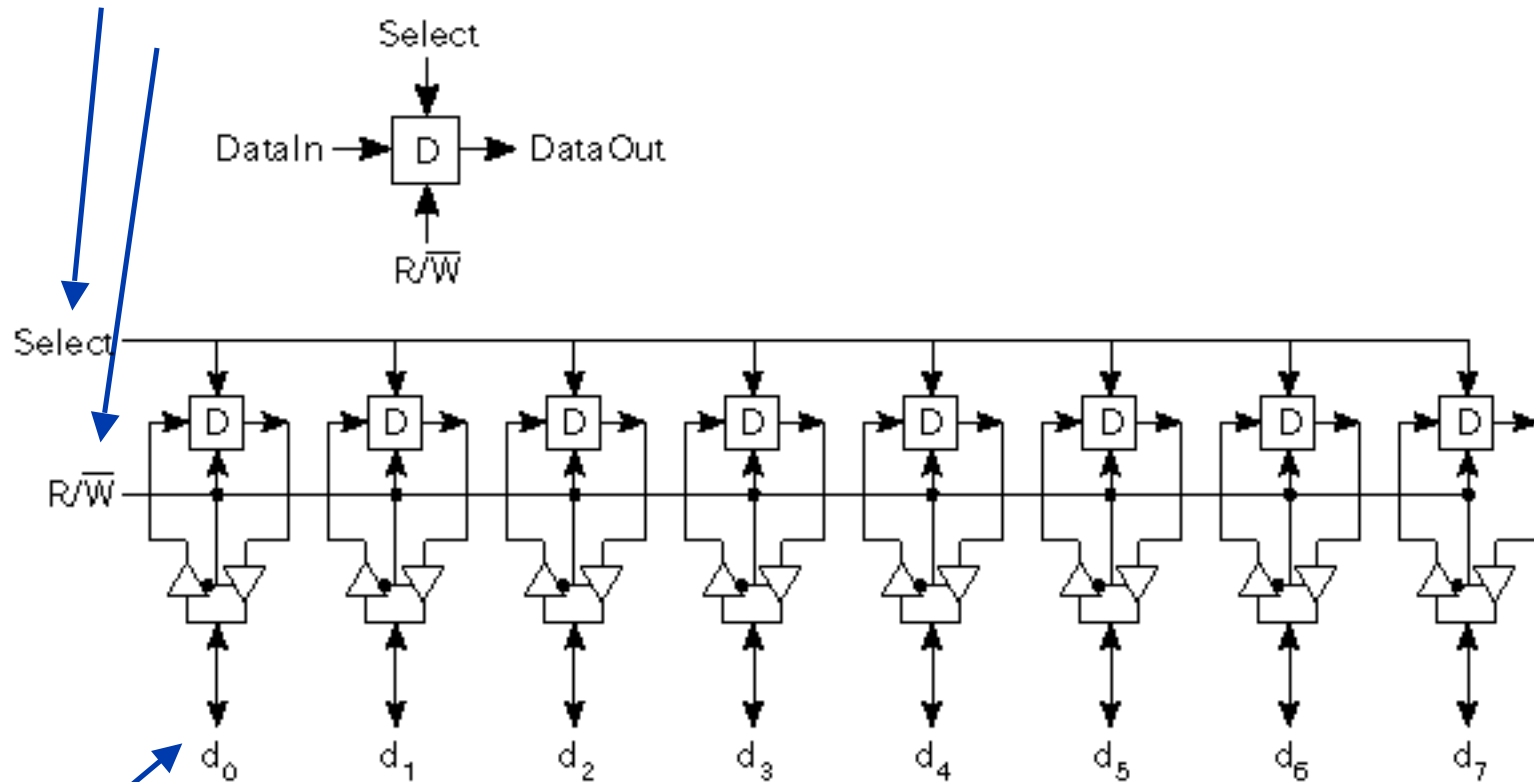 Select
DataIn D DataOut
R/W̅
Select
D D D D D D D D
R/W̅
d₀ d₁ d₂ d₃ d₄ d₅ d₆ d₇